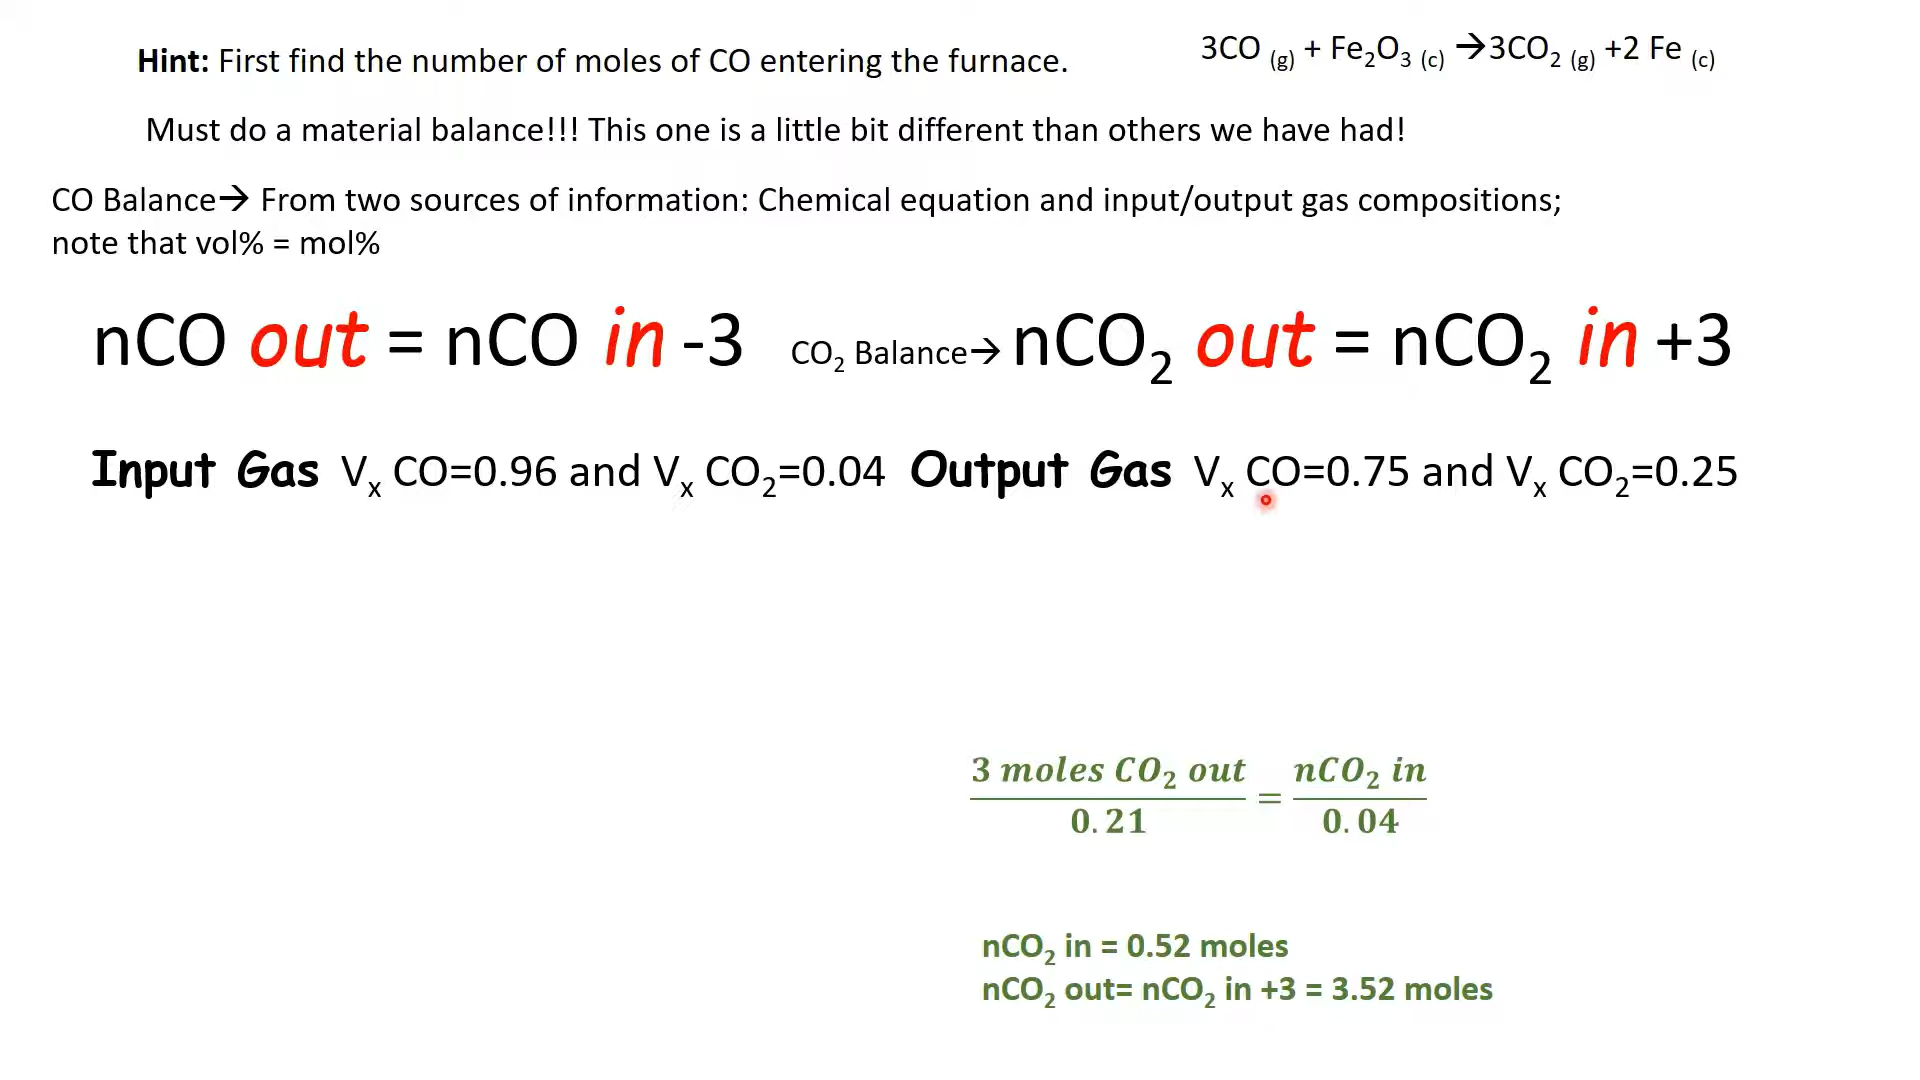 Hint: First find the number of moles of CO entering the furnace.
3CO (g) + Fe₂O₃ (c) →3CO₂ (g) +2 Fe (c)
Must do a material balance!!! This one is a little bit different than others we have had!
CO Balance→ From two sources of information: Chemical equation and input/output gas compositions;
note that vol% = mol%
nCO out = nCO in -3
CO₂ Balance→ nCO₂ out = nCO₂ in +3
Input Gas Vₓ CO=0.96 and Vₓ CO₂=0.04
Output Gas Vₓ CO=0.75 and Vₓ CO₂=0.25
3 moles CO₂ out / 0.21 = nCO₂ in / 0.04
nCO₂ in = 0.52 moles
nCO₂ out= nCO₂ in +3 = 3.52 moles